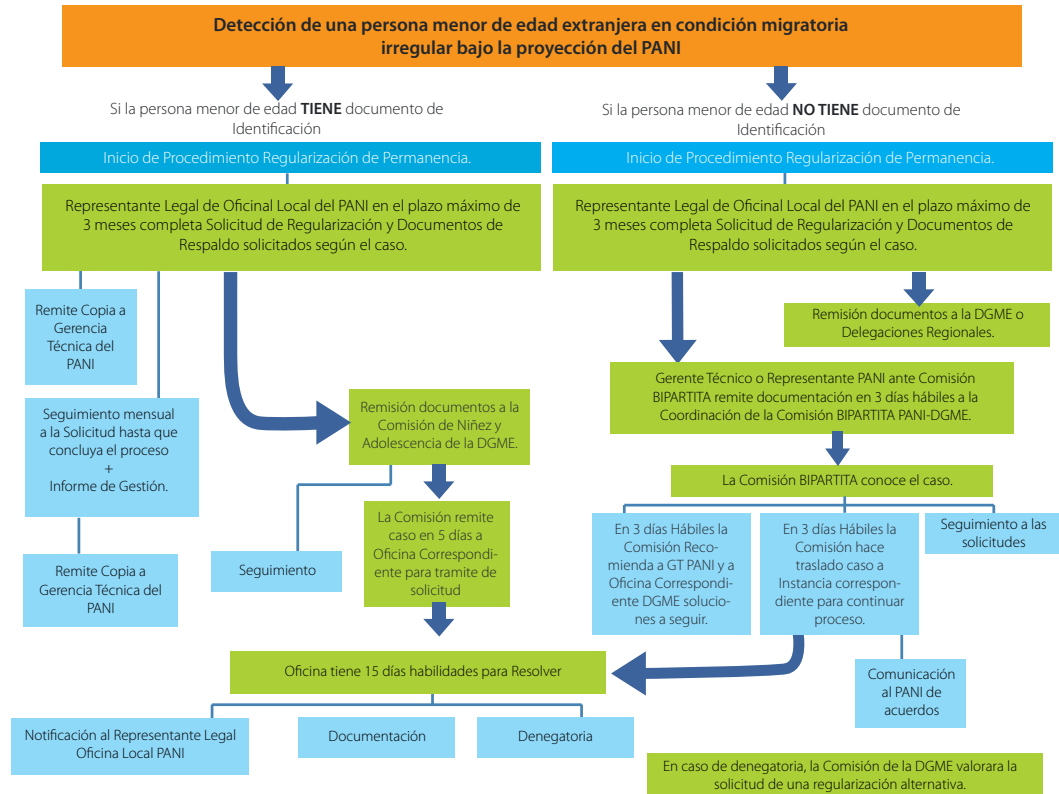 Detección de una persona menor de edad extranjera en condición migratoria
irregular bajo la proyección del PANI
Si la persona menor de edad TIENE documento de
Identificación
Inicio de Procedimiento Regularización de Permanencia.
Representante Legal de Oficinal Local del PANI en el plazo máximo de
3 meses completa Solicitud de Regularización y Documentos de
Respaldo solicitados según el caso.
Remite Copia a
Gerencia
Técnica del
PANI
Seguimiento mensual
a la Solicitud hasta que
concluya el proceso
+
Informe de Gestión.
Remite Copia a
Gerencia Técnica del
PANI
Remisión documentos a la
Comisión de Niñez y
Adolescencia de la DGME.
Seguimiento
La Comisión remite
caso en 5 días a
Oficina Correspondi-
ente para tramite de
solicitud
Si la persona menor de edad NO TIENE documento de
Identificación
Inicio de Procedimiento Regularización de Permanencia.
Representante Legal de Oficinal Local del PANI en el plazo máximo de
3 meses completa Solicitud de Regularización y Documentos de
Respaldo solicitados según el caso.
Remisión documentos a la DGME o
Delegaciones Regionales.
Gerente Técnico o Representante PANI ante Comisión
BIPARTITA remite documentación en 3 días hábiles a la
Coordinación de la Comisión BIPARTITA PANI-DGME.
La Comisión BIPARTITA conoce el caso.
En 3 días Hábiles la
Comisión Reco-
mienda a GT PANI y a
Oficina Correspondi-
ente DGME solucio-
nes a seguir.
En 3 días Hábiles la
Comisión hace
traslado caso a
Instancia correspon-
diente para continuar
proceso.
Seguimiento a las
solicitudes
Comunicación
al PANI de
acuerdos
Oficina tiene 15 días habilidades para Resolver
Notificación al Representante Legal
Oficina Local PANI
Documentación
Denegatoria
En caso de denegatoria, la Comisión de la DGME valorara la
solicitud de una regularización alternativa.